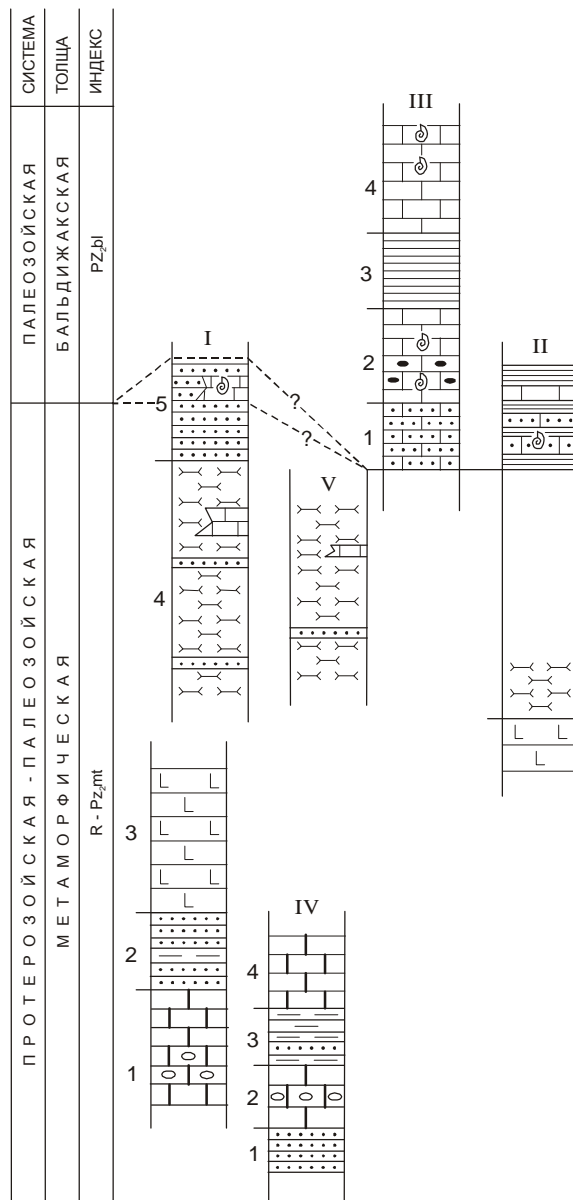 СИСТЕМА
ТОЛЩА
ИНДЕКС
ПАЛЕОЗОЙСКАЯ
БАЛЬДИЖАКСКАЯ
PZ₂bl
ПРОТЕРОЗОЙСКАЯ - ПАЛЕОЗОЙСКАЯ
МЕТАМОРФИЧЕСКАЯ
R - Pz₂mt
I
5
4
3
2
1
?
?
V
III
4
3
2
1
II
L L
L
IV
4
3
2
1
L L
L
L L
L
L L
L